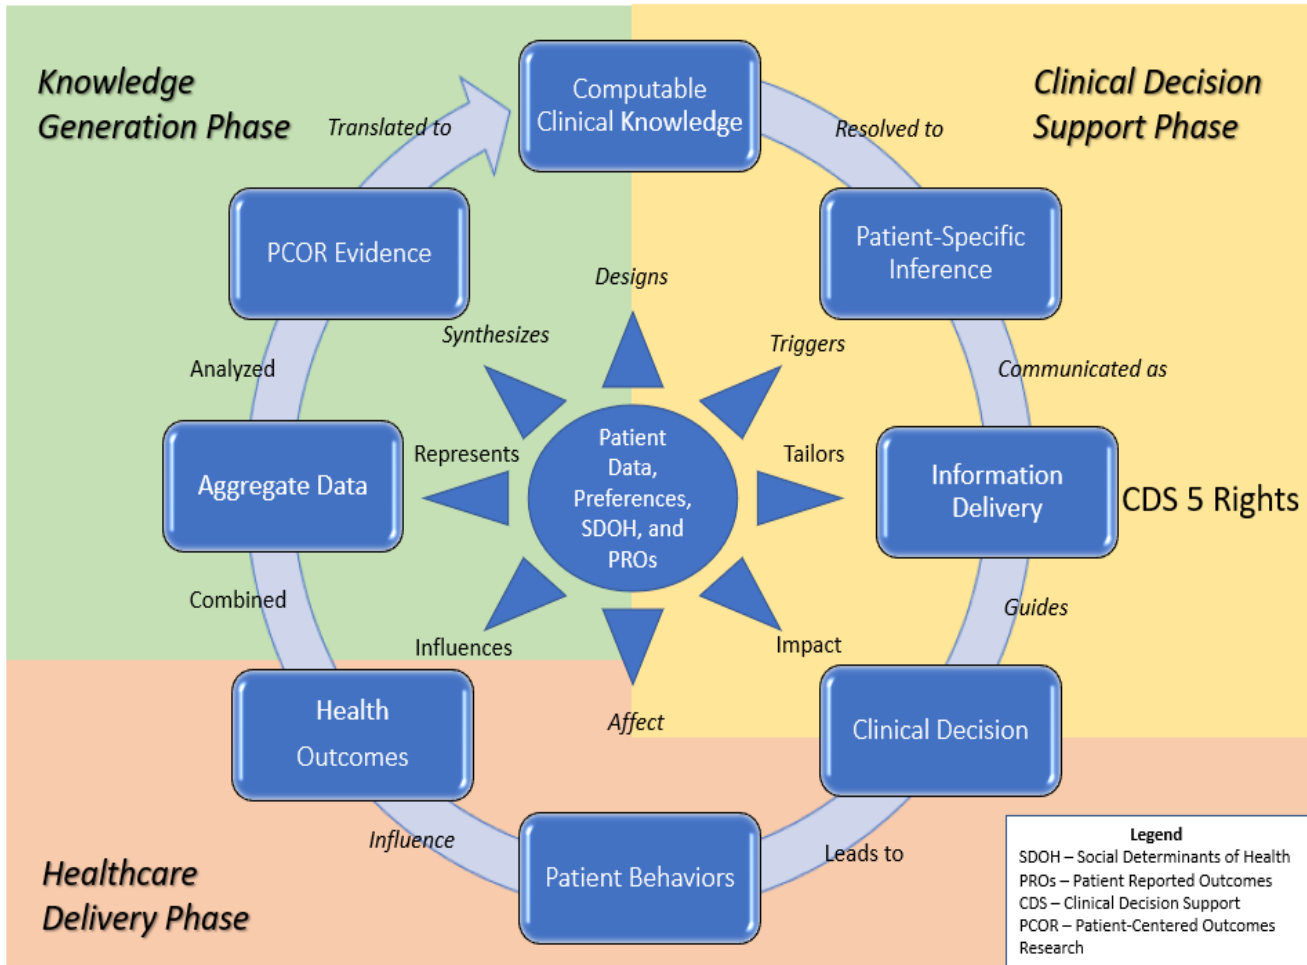 Knowledge
Generation Phase
Clinical Decision
Support Phase
Computable
Clinical Knowledge
Translated to
Resolved to
PCOR Evidence
Patient-Specific
Inference
Designs
Synthesizes
Triggers
Analyzed
Communicated as
Aggregate Data
Represents
Patient
Data,
Preferences,
SDOH, and
PROs
Tailors
Information
Delivery
CDS 5 Rights
Combined
Guides
Influences
Impact
Health
Outcomes
Affect
Clinical Decision
Influence
Patient Behaviors
Leads to
Healthcare
Delivery Phase
Legend
SDOH – Social Determinants of Health
PROs – Patient Reported Outcomes
CDS – Clinical Decision Support
PCOR – Patient-Centered Outcomes
Research